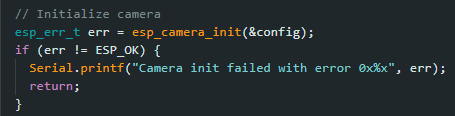 // Initialize camera
esp_err_t err = esp_camera_init(&config);
if (err != ESP_OK) {
  Serial.printf("Camera init failed with error 0x%x", err);
  return;
}